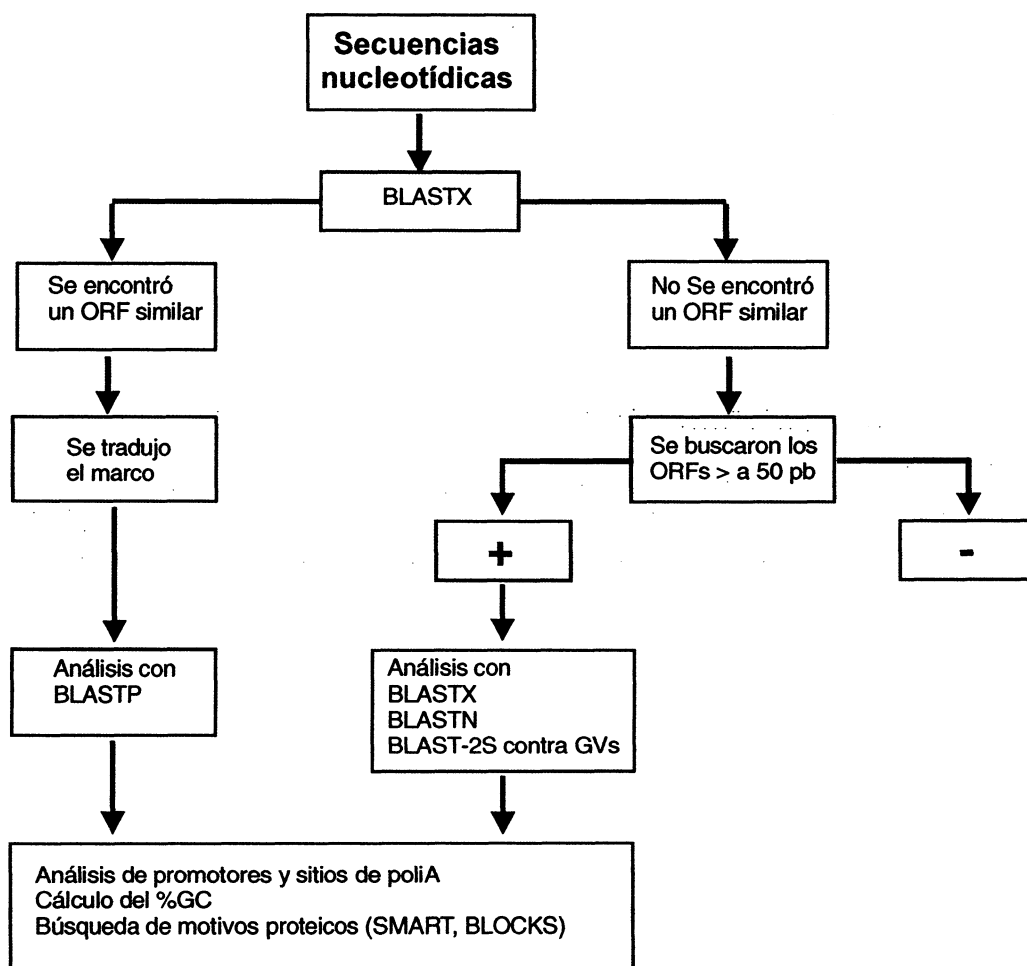 Secuencias
nucleotídicas
BLASTX
Se encontró
un ORF similar
No Se encontró
un ORF similar
Se tradujo
el marco
Se buscaron los
ORFs > a 50 pb
+
-
Análisis con
BLASTP
Análisis con
BLASTX
BLASTN
BLAST-2S contra GVs
Análisis de promotores y sitios de poliA
Cálculo del %GC
Búsqueda de motivos proteicos (SMART, BLOCKS)